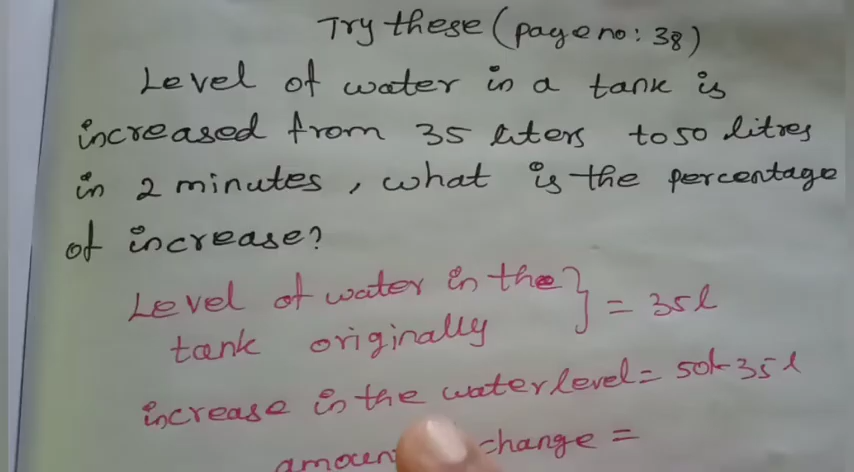 Try these (page no: 38)
Level of water in a tank is
increased from 35 liters to 50 litres
in 2 minutes, what is the percentage
of increase?
Level of water in the } = 35l
tank originally
increase in the water level = 50l-35l
amoun change =